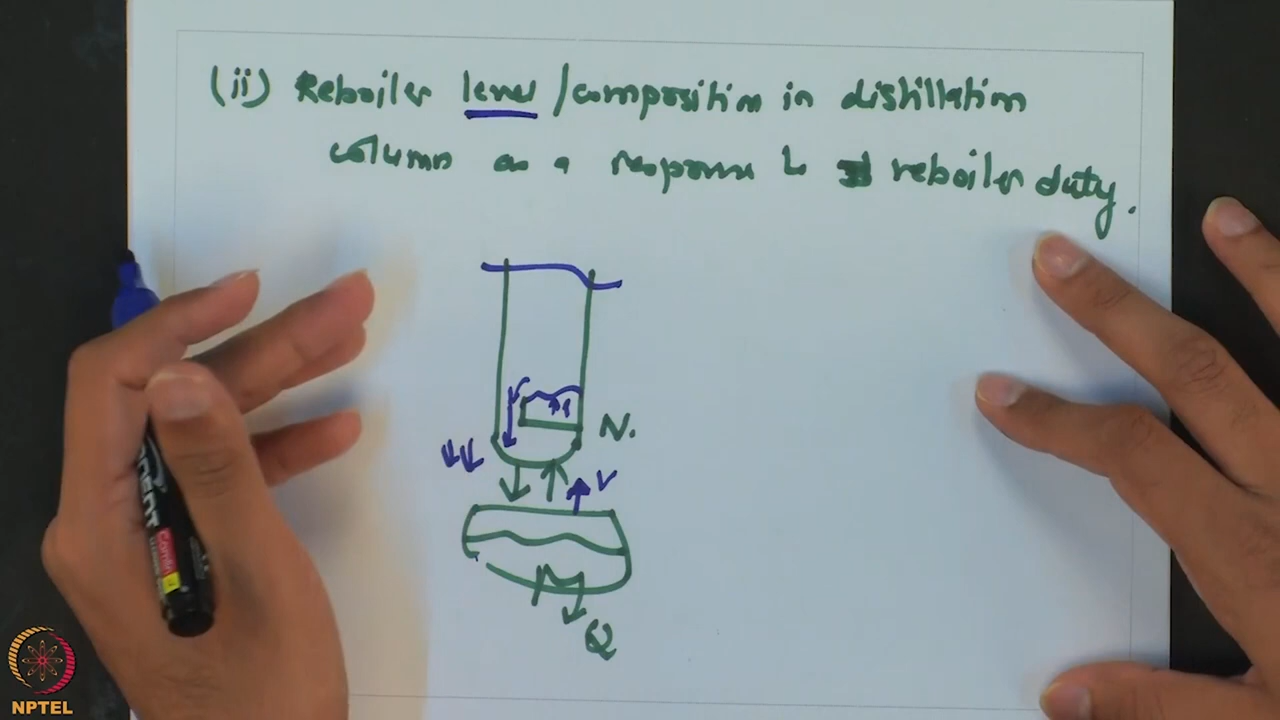 (ii) Reboiler level /composition in distillation
column as a response to reboiler duty.
N.
V
Q
NPTEL